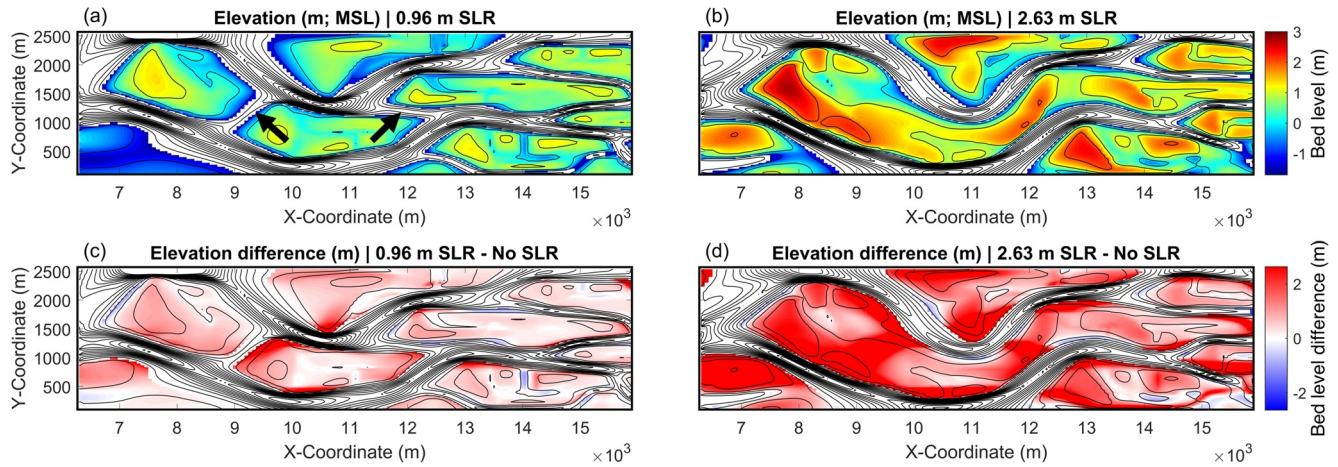 (a) Elevation (m; MSL) | 0.96 m SLR
(b) Elevation (m; MSL) | 2.63 m SLR
Y-Coordinate (m)
2500
2000
1500
1000
500
7 8 9 10 11 12 13 14 15
X-Coordinate (m)
×10³
7 8 9 10 11 12 13 14 15
X-Coordinate (m)
×10³
3
2
1
0
-1
Bed level (m)
(c) Elevation difference (m) | 0.96 m SLR - No SLR
(d) Elevation difference (m) | 2.63 m SLR - No SLR
Y-Coordinate (m)
2500
2000
1500
1000
500
7 8 9 10 11 12 13 14 15
X-Coordinate (m)
×10³
7 8 9 10 11 12 13 14 15
X-Coordinate (m)
×10³
2
0
-2
Bed level difference (m)